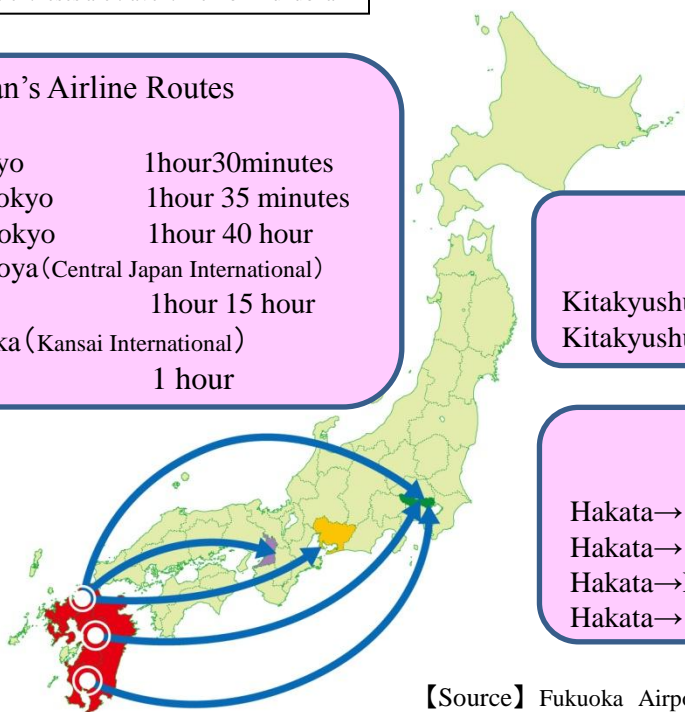 an's Airline Routes
yo 1hour30minutes
okyo 1hour 35 minutes
okyo 1hour 40 hour
oya(Central Japan International)
1hour 15 hour
ka(Kansai International)
1 hour
Kitakyushu
Kitakyushu
Hakata→
Hakata→
Hakata→
Hakata→
【Source】Fukuoka Airpo